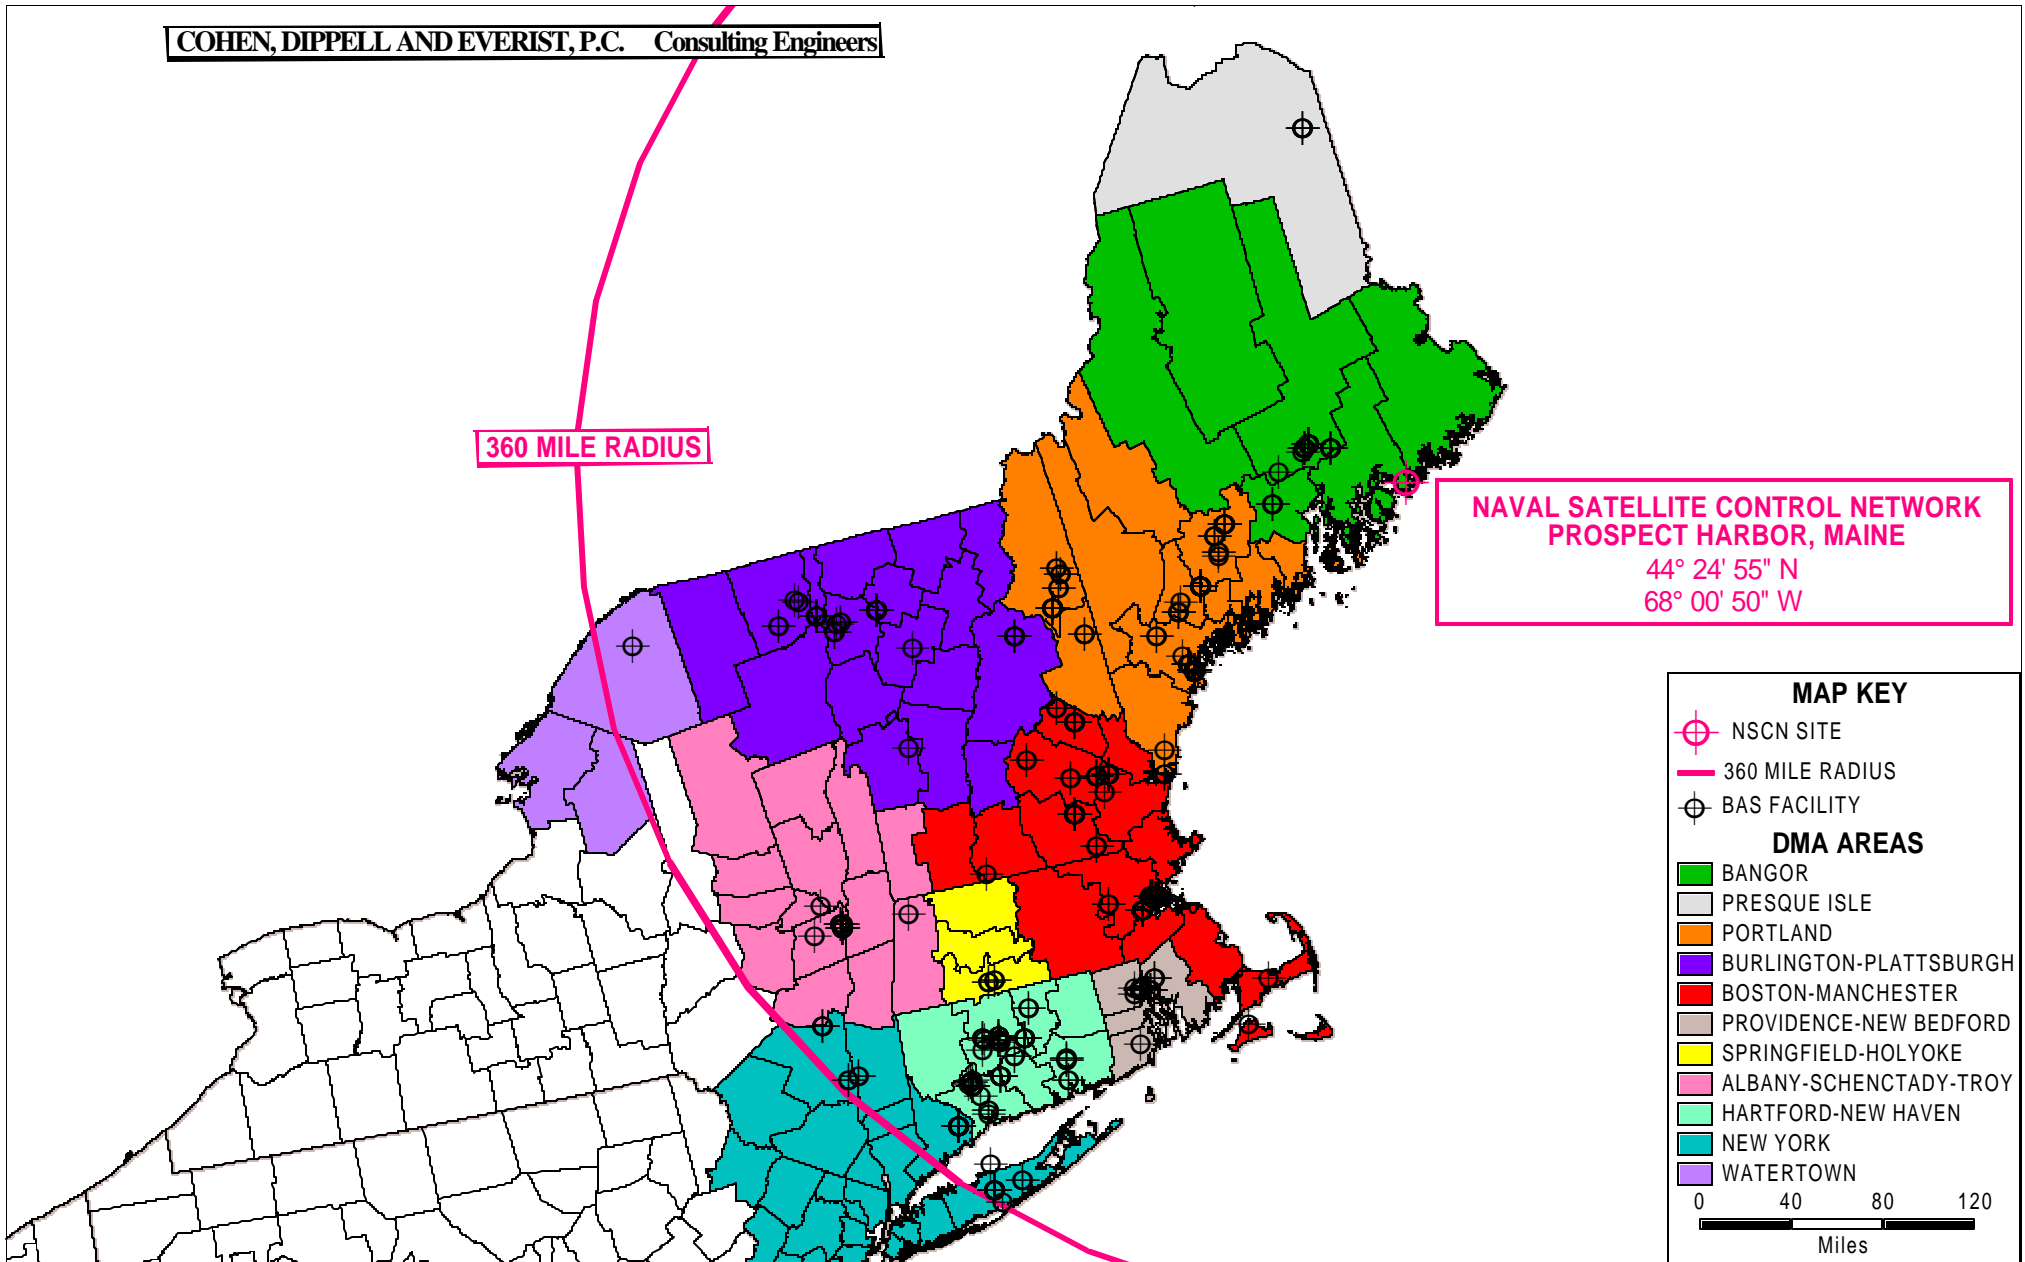 COHEN, DIPPELL AND EVERIST, P.C. Consulting Engineers
360 MILE RADIUS
NAVAL SATELLITE CONTROL NETWORK
PROSPECT HARBOR, MAINE
44° 24' 55" N
68° 00' 50" W
MAP KEY
NSCN SITE
360 MILE RADIUS
BAS FACILITY
DMA AREAS
BANGOR
PRESQUE ISLE
PORTLAND
BURLINGTON-PLATTSBURGH
BOSTON-MANCHESTER
PROVIDENCE-NEW BEDFORD
SPRINGFIELD-HOLYOKE
ALBANY-SCHENCTADY-TROY
HARTFORD-NEW HAVEN
NEW YORK
WATERTOWN
0 40 80 120
Miles